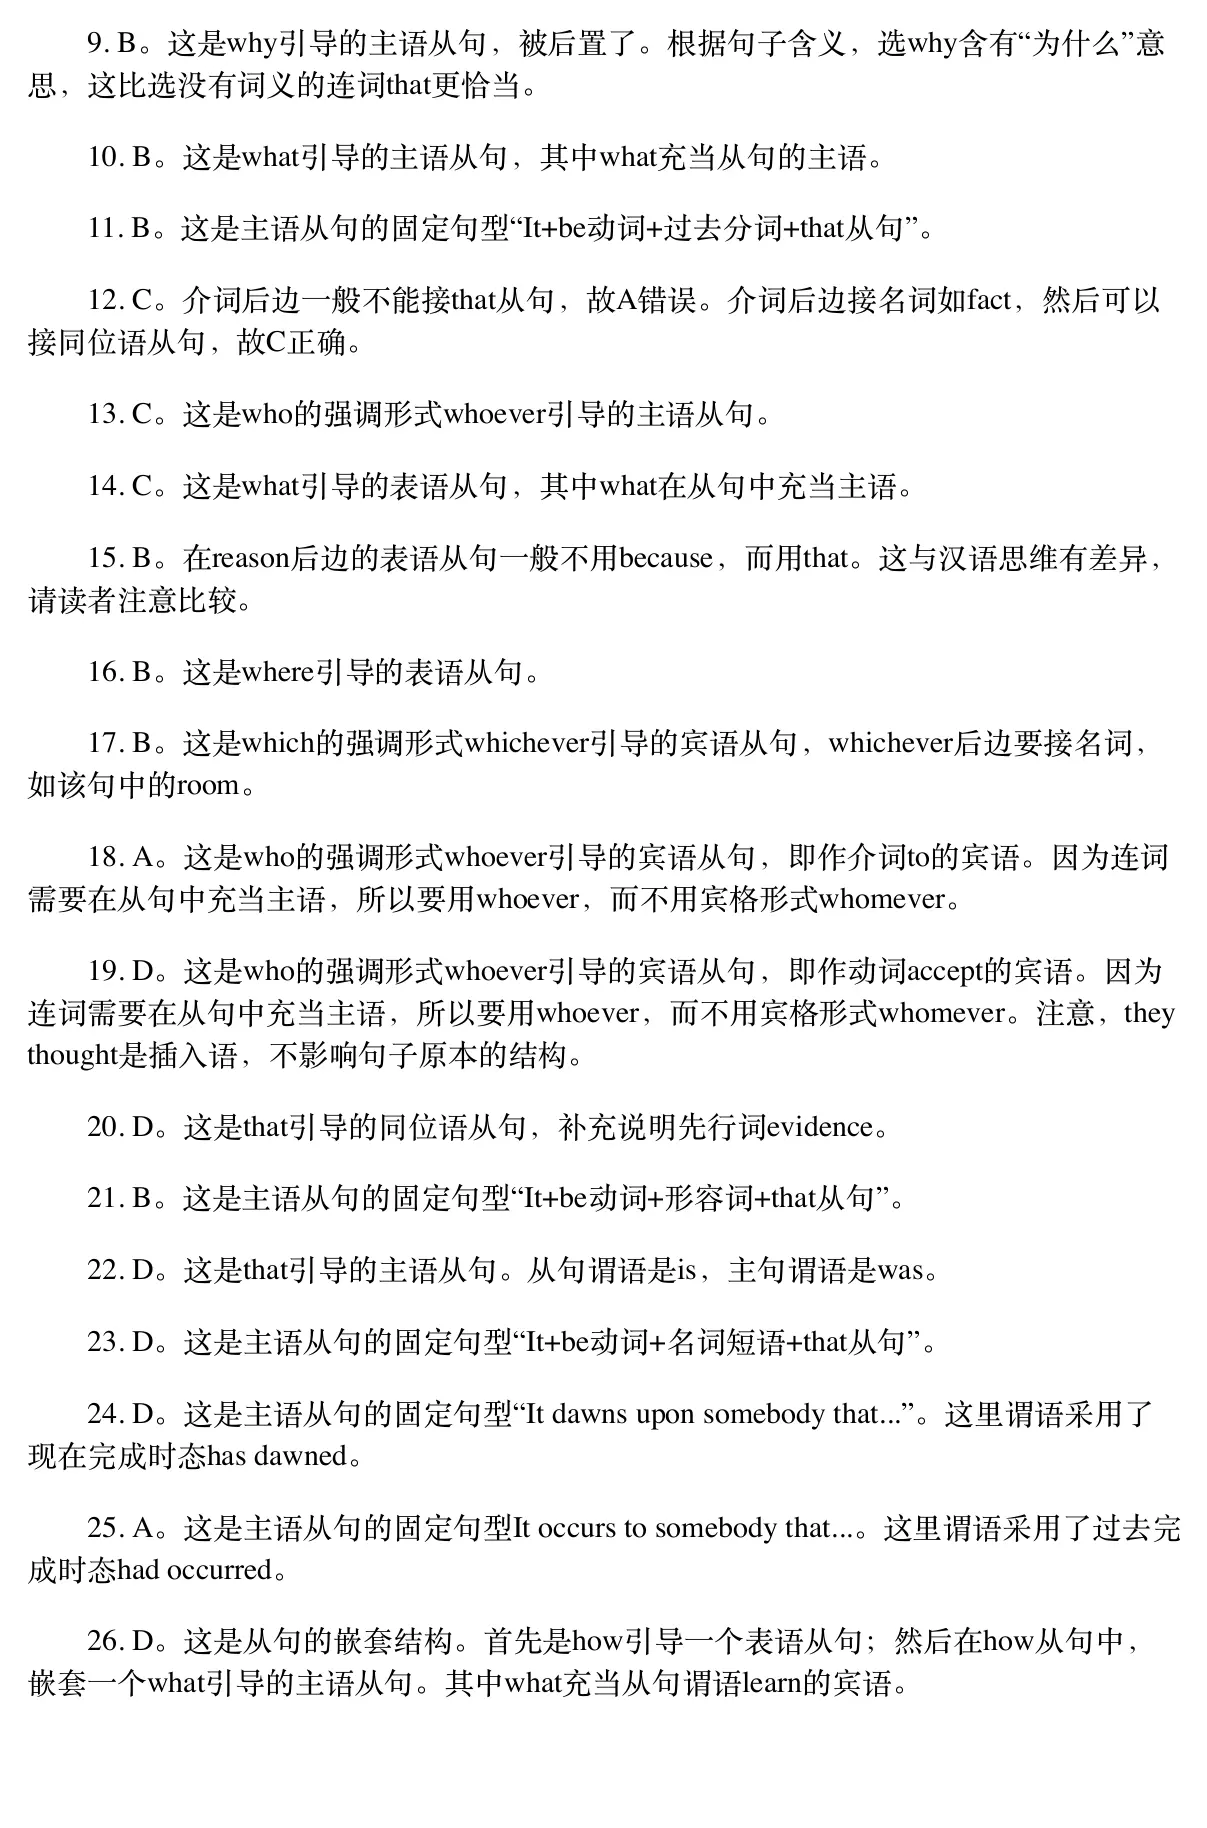 9. B。这是why引导的主语从句，被后置了。根据句子含义，选why含有“为什么”意
思，这比选没有词义的连词that更恰当。
10. B。这是what引导的主语从句，其中what充当从句的主语。
11. B。这是主语从句的固定句型“It+be动词+过去分词+that从句”。
12. C。介词后边一般不能接that从句，故A错误。介词后边接名词如fact，然后可以
接同位语从句，故C正确。
13. C。这是who的强调形式whoever引导的主语从句。
14. C。这是what引导的表语从句，其中what在从句中充当主语。
15. B。在reason后边的表语从句一般不用because，而用that。这与汉语思维有差异，
请读者注意比较。
16. B。这是where引导的表语从句。
17. B。这是which的强调形式whichever引导的宾语从句，whichever后边要接名词，
如该句中的room。
18. A。这是who的强调形式whoever引导的宾语从句，即作介词to的宾语。因为连词
需要在从句中充当主语，所以要用whoever，而不用宾格形式whomever。
19. D。这是who的强调形式whoever引导的宾语从句，即作动词accept的宾语。因为
连词需要在从句中充当主语，所以要用whoever，而不用宾格形式whomever。注意，they
thought是插入语，不影响句子原本的结构。
20. D。这是that引导的同位语从句，补充说明先行词evidence。
21. B。这是主语从句的固定句型“It+be动词+形容词+that从句”。
22. D。这是that引导的主语从句。从句谓语是is，主句谓语是was。
23. D。这是主语从句的固定句型“It+be动词+名词短语+that从句”。
24. D。这是主语从句的固定句型“It dawns upon somebody that...”。这里谓语采用了
现在完成时态has dawned。
25. A。这是主语从句的固定句型It occurs to somebody that...。这里谓语采用了过去完
成时态had occurred。
26. D。这是从句的嵌套结构。首先是how引导一个表语从句；然后在how从句中，
嵌套一个what引导的主语从句。其中what充当从句谓语learn的宾语。